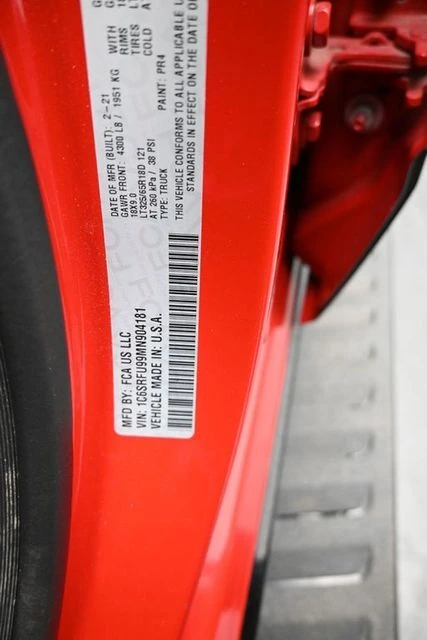 MFD BY: FCA US LLC
DATE OF MFR (BUILT): 2-21
GAWR FRONT: 4300 LB / 1951 KG WITH
18X9.0 RIMS
LT325/65R18D 121 TIRES
AT 260 kPa / 38 PSI COLD AT
TYPE: TRUCK
PAINT: PR4
THIS VEHICLE CONFORMS TO ALL APPLICABLE
STANDARDS IN EFFECT ON THE DATE OF
VIN: 1C6SRFU99MN904181
VEHICLE MADE IN: U.S.A.